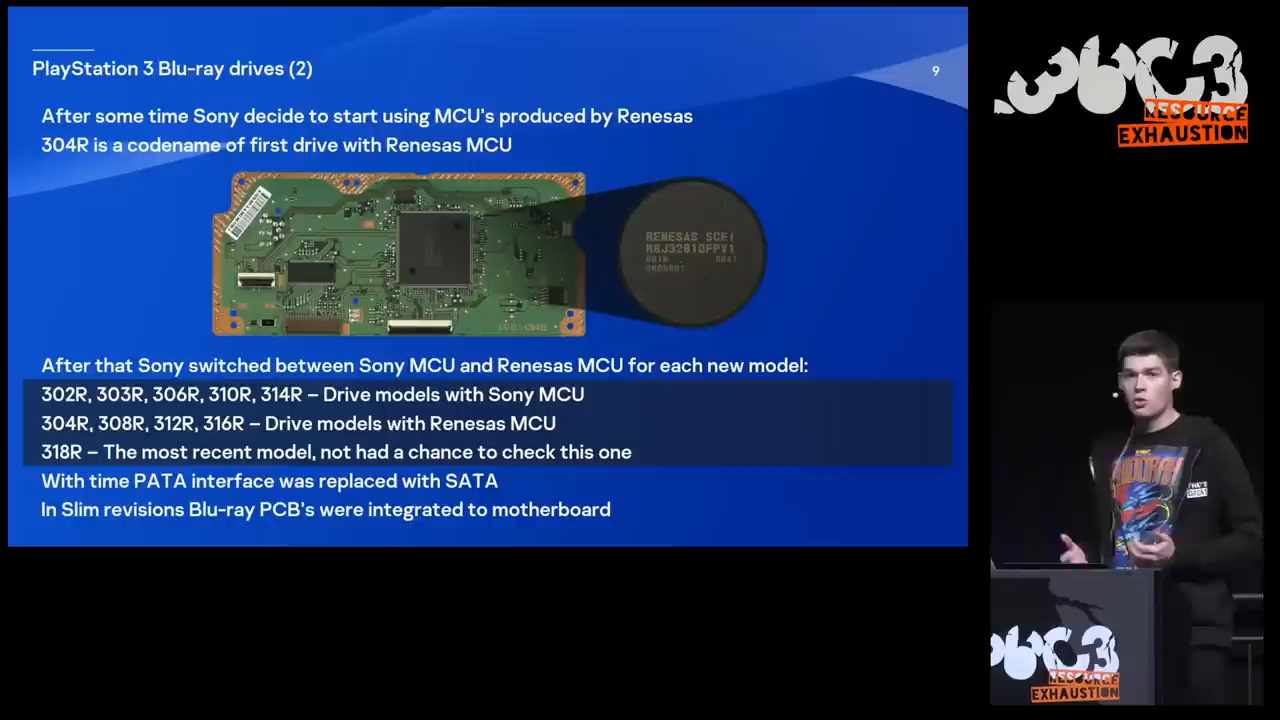 PlayStation 3 Blu-ray drives (2)
9
After some time Sony decide to start using MCU's produced by Renesas
304R is a codename of first drive with Renesas MCU
RENESAS SCEI
R8J32010FPV1
BMD-051
After that Sony switched between Sony MCU and Renesas MCU for each new model:
302R, 303R, 306R, 310R, 314R – Drive models with Sony MCU
304R, 308R, 312R, 316R – Drive models with Renesas MCU
318R – The most recent model, not had a chance to check this one
With time PATA interface was replaced with SATA
In Slim revisions Blu-ray PCB's were integrated to motherboard
36C3
RESOURCE
EXHAUSTION
36C3
RESOURCE
EXHAUSTION